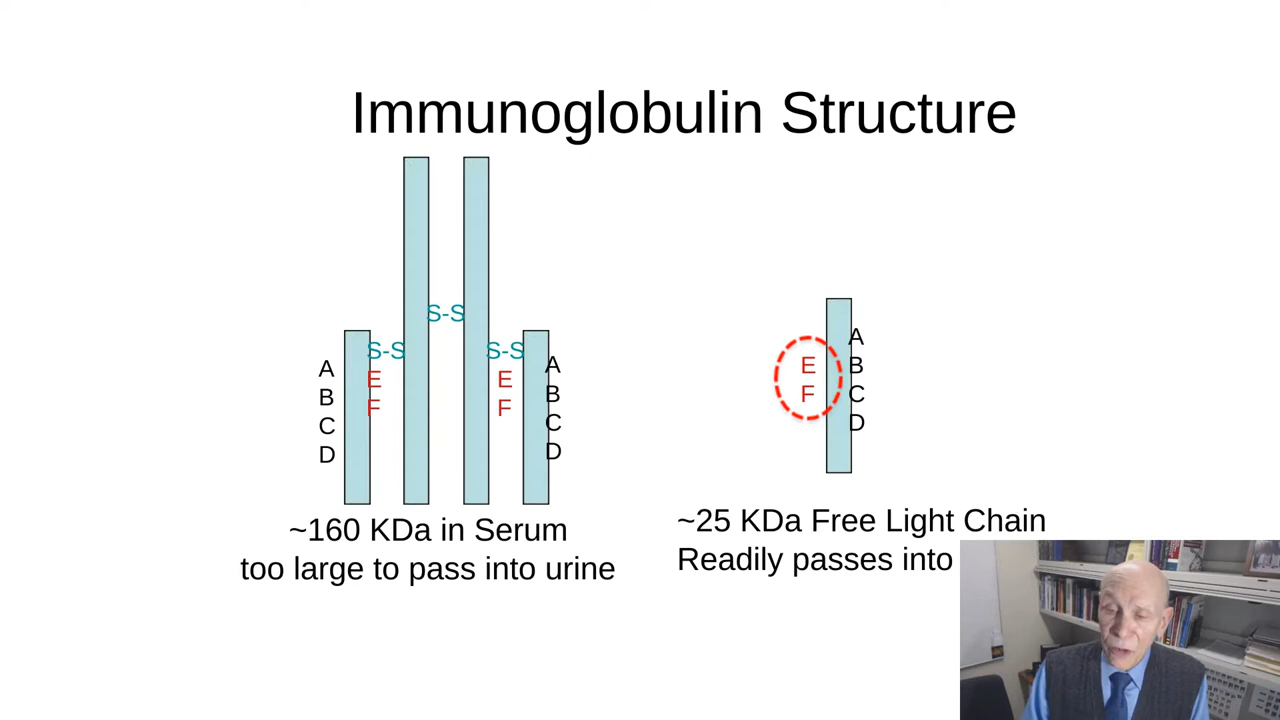 Immunoglobulin Structure
S-S
S-S
S-S
A
B
C
D
E
F
E
F
A
B
C
D
E
F
A
B
C
D
~160 KDa in Serum
too large to pass into urine
~25 KDa Free Light Chain
Readily passes into